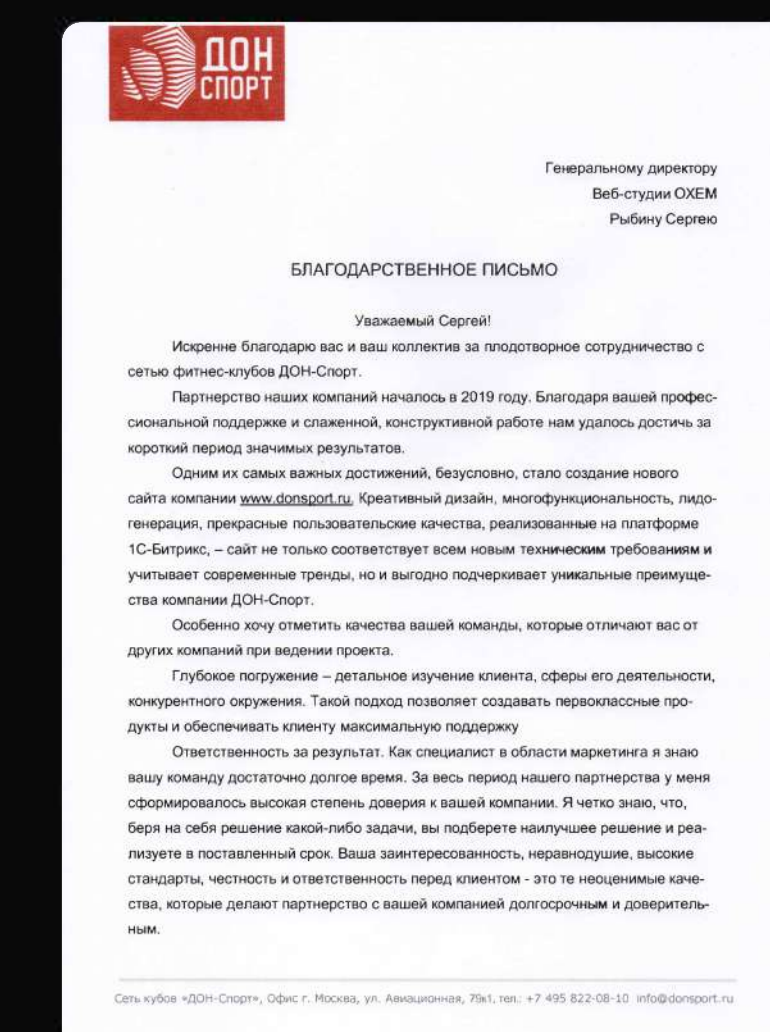 ДОН
СПОРТ
Генеральному директору
Веб-студии ОХЕМ
Рыбину Сергею
БЛАГОДАРСТВЕННОЕ ПИСЬМО
Уважаемый Сергей!
Искренне благодарю вас и ваш коллектив за плодотворное сотрудничество с
сетью фитнес-клубов ДОН-Спорт.
Партнерство наших компаний началось в 2019 году. Благодаря вашей профес-
сиональной поддержке и слаженной, конструктивной работе нам удалось достичь за
короткий период значимых результатов.
Одним их самых важных достижений, безусловно, стало создание нового
сайта компании www.donsport.ru. Креативный дизайн, многофункциональность, лидо-
генерация, прекрасные пользовательские качества, реализованные на платформе
1С-Битрикс, – сайт не только соответствует всем новым техническим требованиям и
учитывает современные тренды, но и выгодно подчеркивает уникальные преимуще-
ства компании ДОН-Спорт.
Особенно хочу отметить качества вашей команды, которые отличают вас от
других компаний при ведении проекта.
Глубокое погружение – детальное изучение клиента, сферы его деятельности,
конкурентного окружения. Такой подход позволяет создавать первоклассные про-
дукты и обеспечивать клиенту максимальную поддержку
Ответственность за результат. Как специалист в области маркетинга я знаю
вашу команду достаточно долгое время. За весь период нашего партнерства у меня
сформировалось высокая степень доверия к вашей компании. Я четко знаю, что,
беря на себя решение какой-либо задачи, вы подберете наилучшее решение и реа-
лизуете в поставленный срок. Ваша заинтересованность, неравнодушие, высокие
стандарты, честность и ответственность перед клиентом - это те неоценимые каче-
ства, которые делают партнерство с вашей компанией долгосрочным и доверитель-
ным.
Сеть кубов «ДОН-Спорт», Офис г. Москва, ул. Авиационная, 79к1, тел.: +7 495 822-08-10 info@donsport.ru